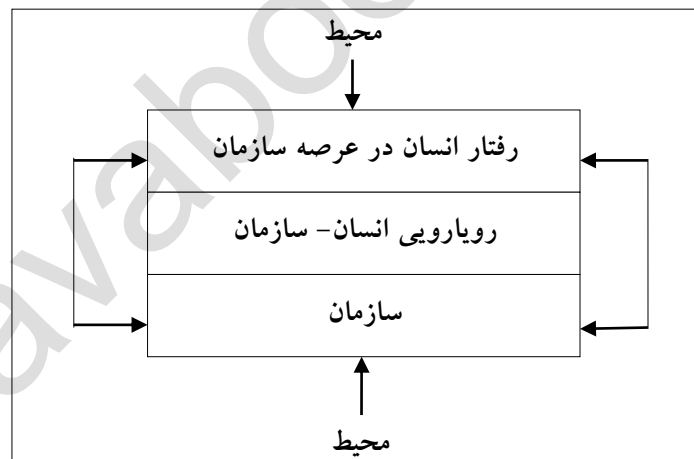 محیط
رفتار انسان در عرصه سازمان
رویارویی انسان- سازمان
سازمان
محیط